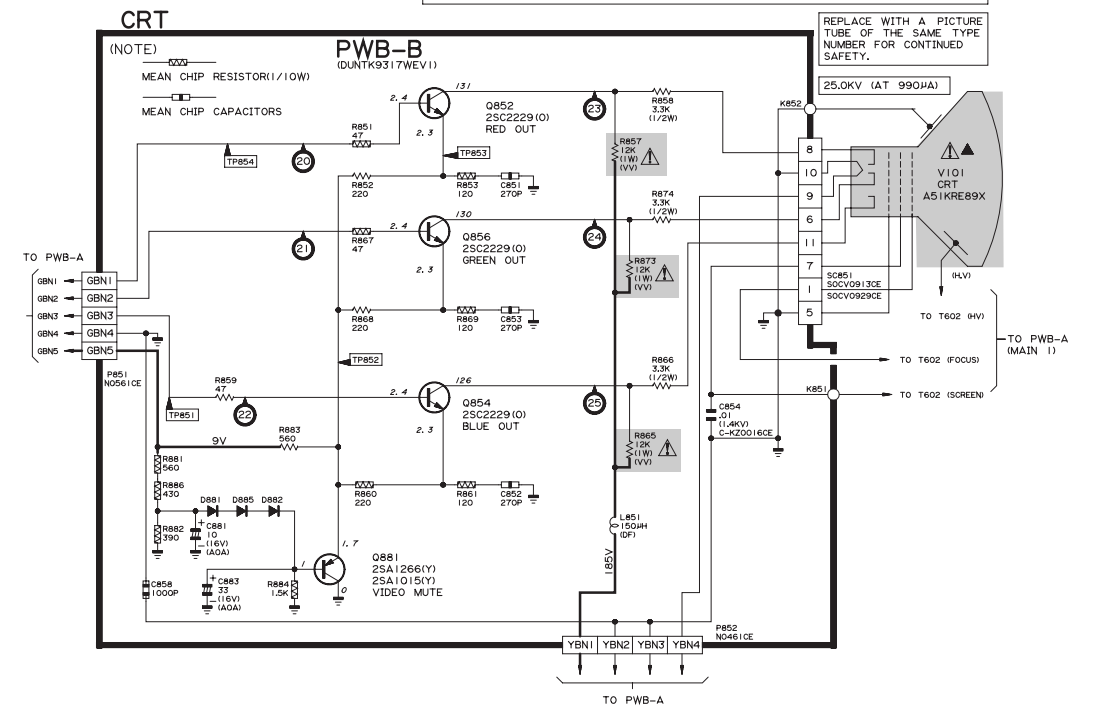 CRT
(NOTE)
MEAN CHIP RESISTOR(1/10W)
MEAN CHIP CAPACITORS
PWB-B
(DUNTK9317WEV1)
REPLACE WITH A PICTURE
TUBE OF THE SAME TYPE
NUMBER FOR CONTINUED
SAFETY.
25.0KV (AT 990µA)
131
2.4
Q852
2SC2229(O)
RED OUT
2.3
23
R858
3.3K
(1/2W)
K852
R851
47
TP854
20
TP853
R857
12K
(1W)
(VV)
8
10
9
6
11
7
1
5
V101
CRT
A51KRE89X
R852
220
R853
120
C851
270P
R874
3.3K
(1/2W)
130
2.4
Q856
2SC2229(O)
GREEN OUT
2.3
24
21
R867
47
R873
12K
(1W)
(VV)
SC851
SOCV0913CE
SOCV0929CE
(H.V)
TO PWB-A
GBN1
GBN2
GBN3
GBN4
GBN5
GBN1
GBN2
GBN3
GBN4
GBN5
P851
N0561CE
R868
220
R869
120
C853
270P
TO T602 (HV)
TO PWB-A
(MAIN 1)
TO T602 (FOCUS)
K851
TO T602 (SCREEN)
TP852
R866
3.3K
(1/2W)
126
2.4
Q854
2SC2229(O)
BLUE OUT
2.3
25
R859
47
22
TP851
C854
.01
(1.4KV)
C-KZ0016CE
9V
R883
560
R865
12K
(1W)
(VV)
R881
560
R886
430
R882
390
D881
D885
D882
C881
10
(16V)
(A0A)
+
−
R860
220
R861
120
C852
270P
L851
150µH
(DF)
185V
1.7
1
0
Q881
2SA1266(Y)
2SA1015(Y)
VIDEO MUTE
C858
1000P
+
−
C883
33
(16V)
(A0A)
R884
1.5K
P852
N0461CE
YBN1
YBN2
YBN3
YBN4
TO PWB-A